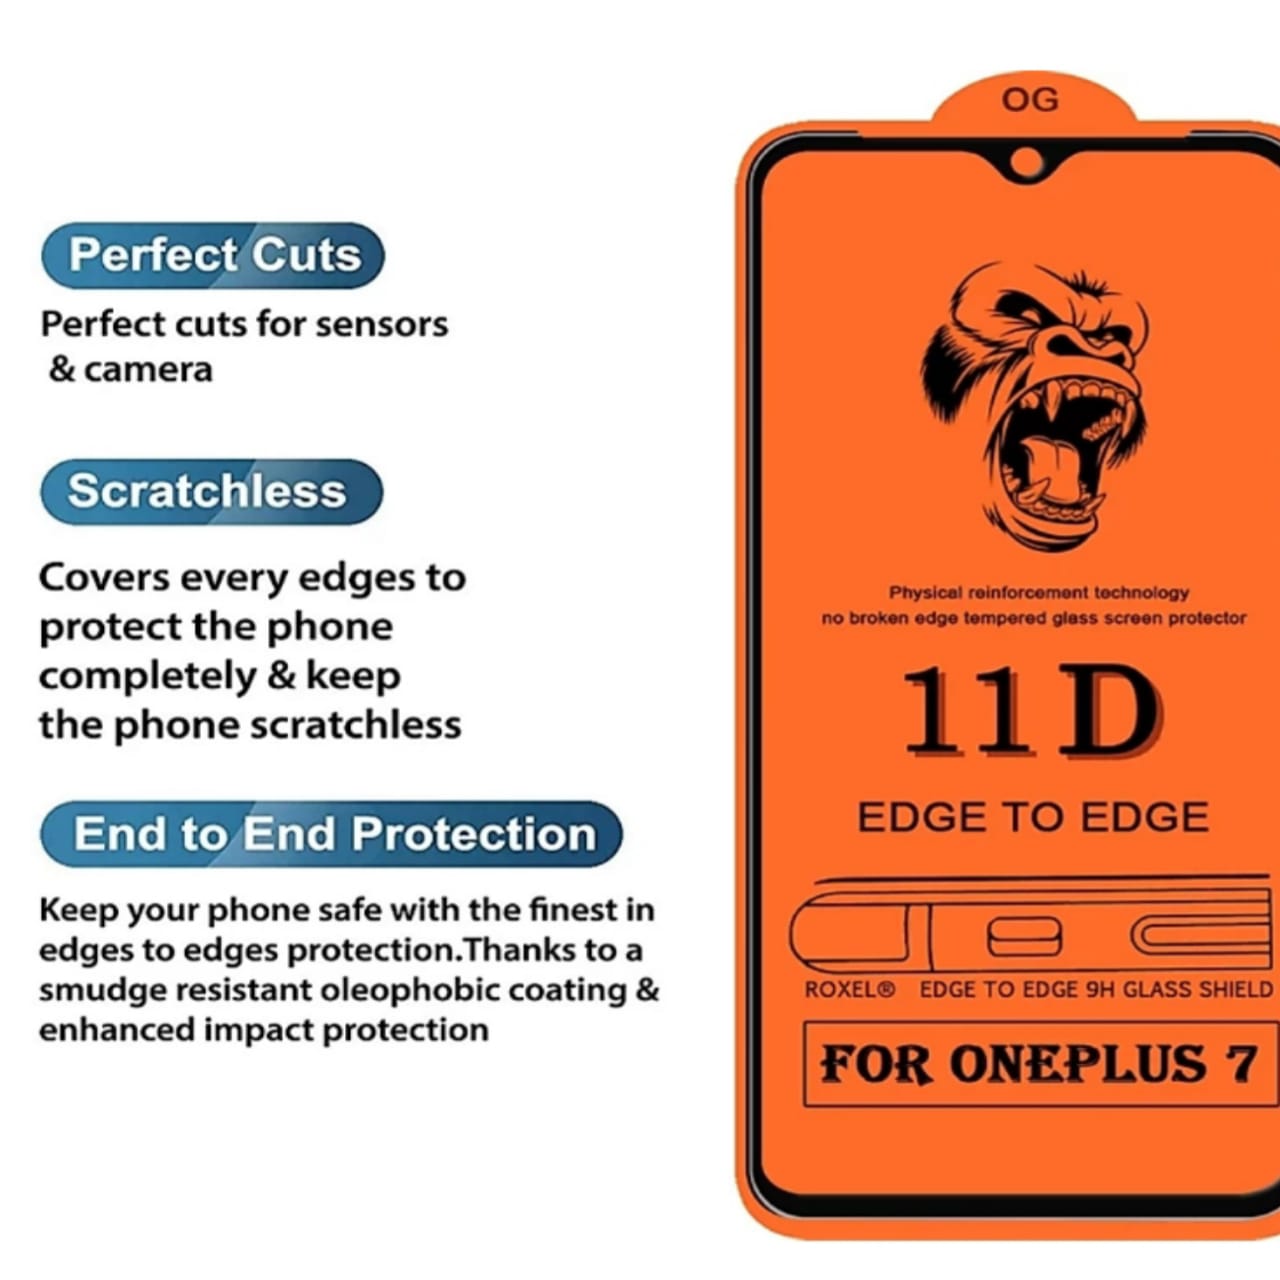 Perfect Cuts
Perfect cuts for sensors
& camera
Scratchless
Covers every edges to
protect the phone
completely & keep
the phone scratchless
End to End Protection
Keep your phone safe with the finest in
edges to edges protection.Thanks to a
smudge resistant oleophobic coating &
enhanced impact protection
OG
Physical reinforcement technology
no broken edge tempered glass screen protector
11D
EDGE TO EDGE
ROXEL® EDGE TO EDGE 9H GLASS SHIELD
FOR ONEPLUS 7